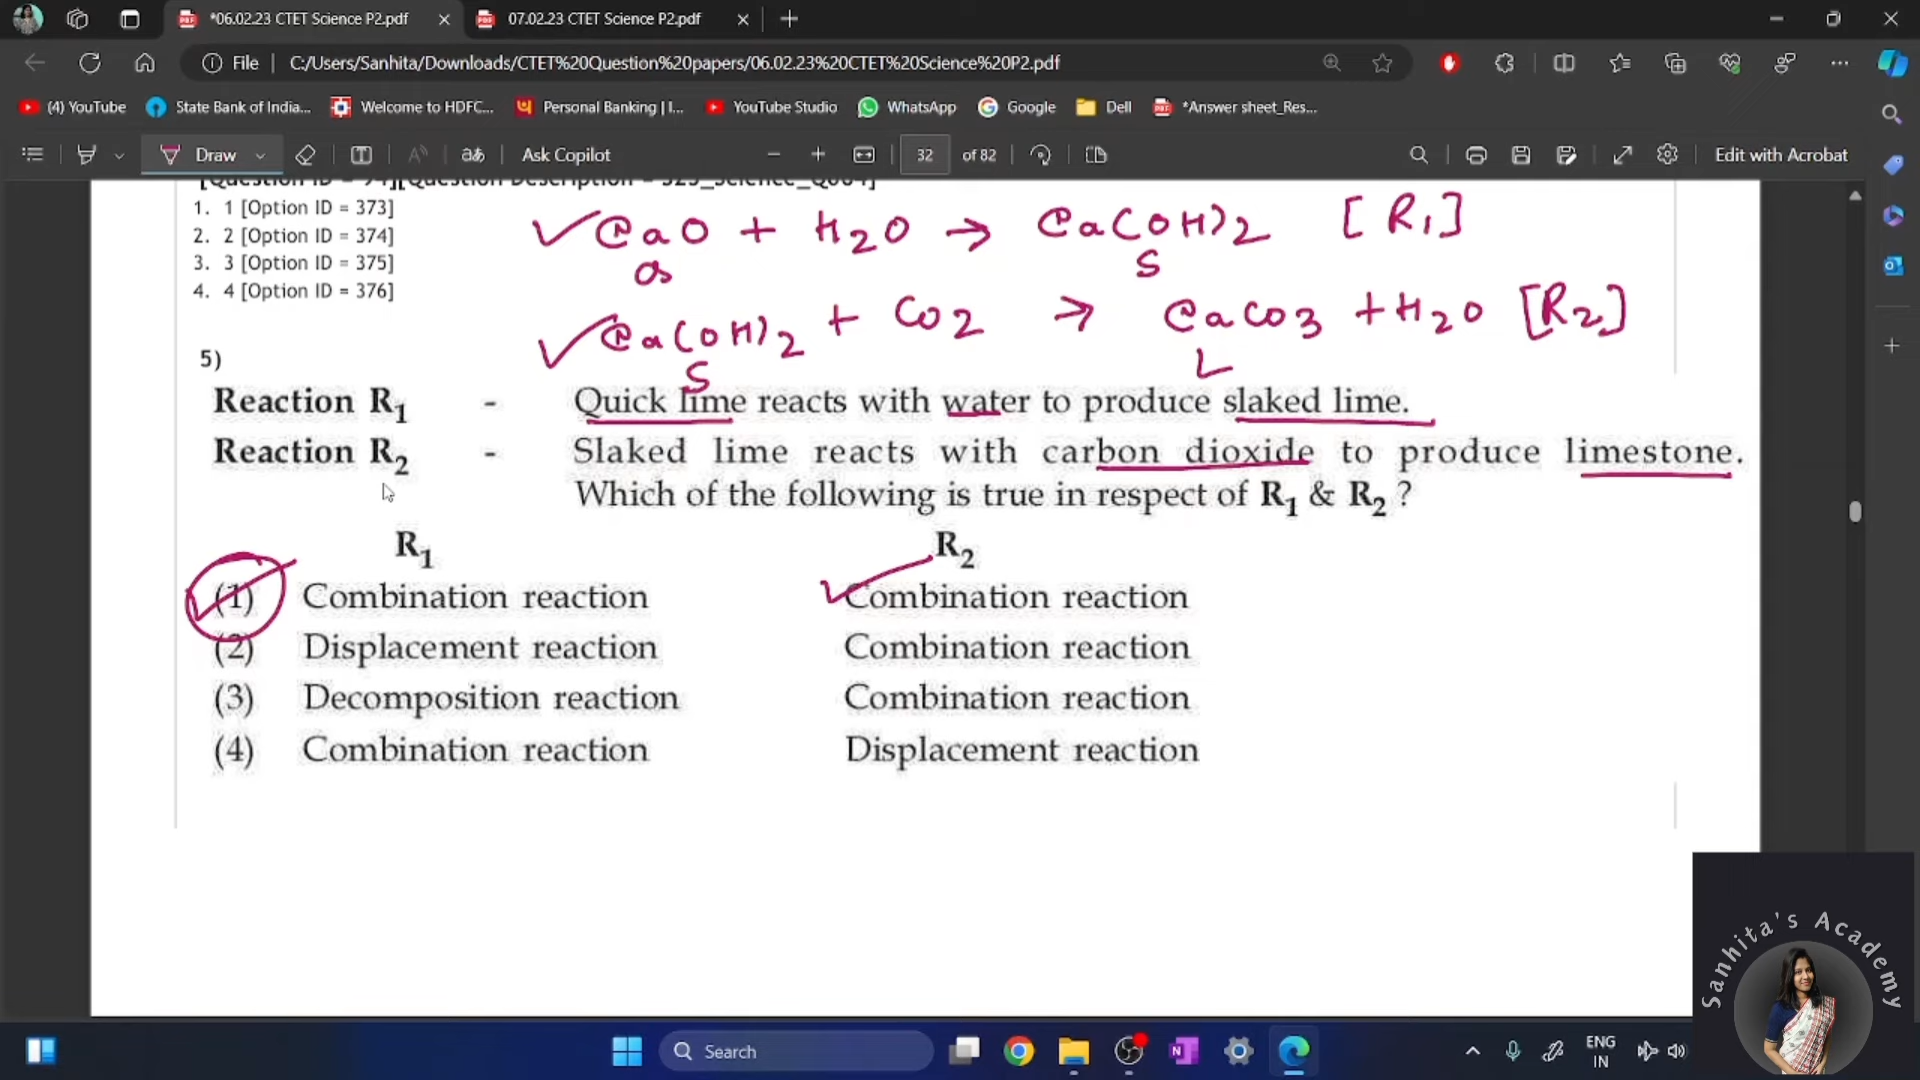 *06.02.23 CTET Science P2.pdf
07.02.23 CTET Science P2.pdf
File
C:/Users/Sanhita/Downloads/CTET%20Question%20papers/06.02.23%20CTET%20Science%20P2.pdf
(4) YouTube
State Bank of India...
Welcome to HDFC...
Personal Banking | I...
YouTube Studio
WhatsApp
Google
Dell
*Answer sheet_Res...
Draw
Ask Copilot
32 of 82
Edit with Acrobat
1. 1 [Option ID = 373]
2. 2 [Option ID = 374]
3. 3 [Option ID = 375]
4. 4 [Option ID = 376]
CaO + H2O → Ca(OH)2 [R1]
S
Ca(OH)2 + CO2 → CaCO3 + H2O [R2]
S L
5)
Reaction R1 - Quick lime reacts with water to produce slaked lime.
Reaction R2 - Slaked lime reacts with carbon dioxide to produce limestone.
Which of the following is true in respect of R1 & R2 ?
R1 R2
(1) Combination reaction Combination reaction
(2) Displacement reaction Combination reaction
(3) Decomposition reaction Combination reaction
(4) Combination reaction Displacement reaction
Sanhita's Academy
Search
ENG
IN